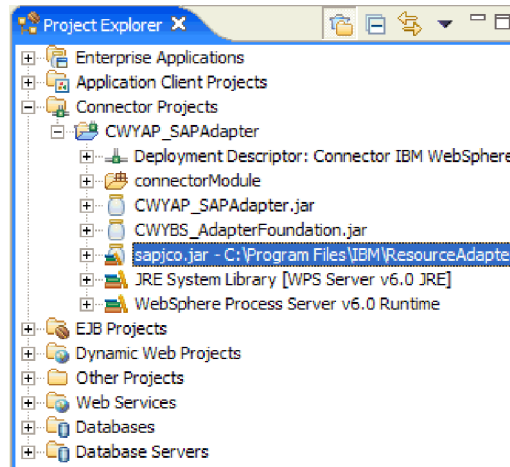 Project Explorer
Enterprise Applications
Application Client Projects
Connector Projects
CWYAP_SAPAdapter
Deployment Descriptor: Connector IBM WebSphere
connectorModule
CWYAP_SAPAdapter.jar
CWYBS_AdapterFoundation.jar
sapjco.jar - C:\Program Files\IBM\ResourceAdapte
JRE System Library [WPS Server v6.0 JRE]
WebSphere Process Server v6.0 Runtime
EJB Projects
Dynamic Web Projects
Other Projects
Web Services
Databases
Database Servers